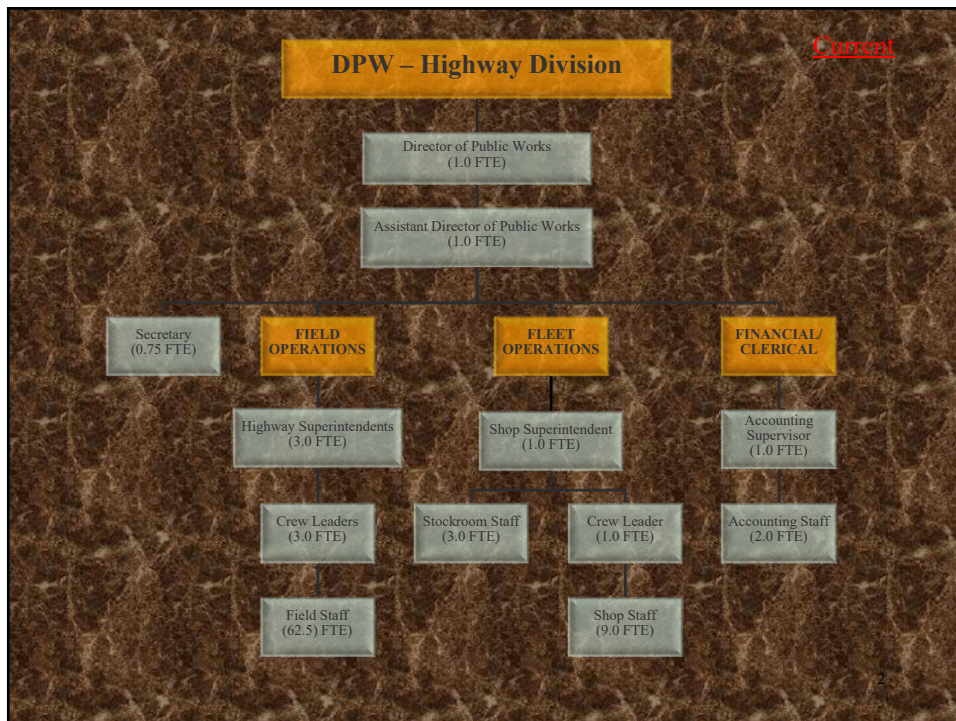 Current
DPW – Highway Division
Director of Public Works
(1.0 FTE)
Assistant Director of Public Works
(1.0 FTE)
Secretary
(0.75 FTE)
FIELD
OPERATIONS
FLEET
OPERATIONS
FINANCIAL/
CLERICAL
Highway Superintendents
(3.0 FTE)
Shop Superintendent
(1.0 FTE)
Accounting
Supervisor
(1.0 FTE)
Crew Leaders
(3.0 FTE)
Stockroom Staff
(3.0 FTE)
Crew Leader
(1.0 FTE)
Accounting Staff
(2.0 FTE)
Field Staff
(62.5) FTE)
Shop Staff
(9.0 FTE)
2